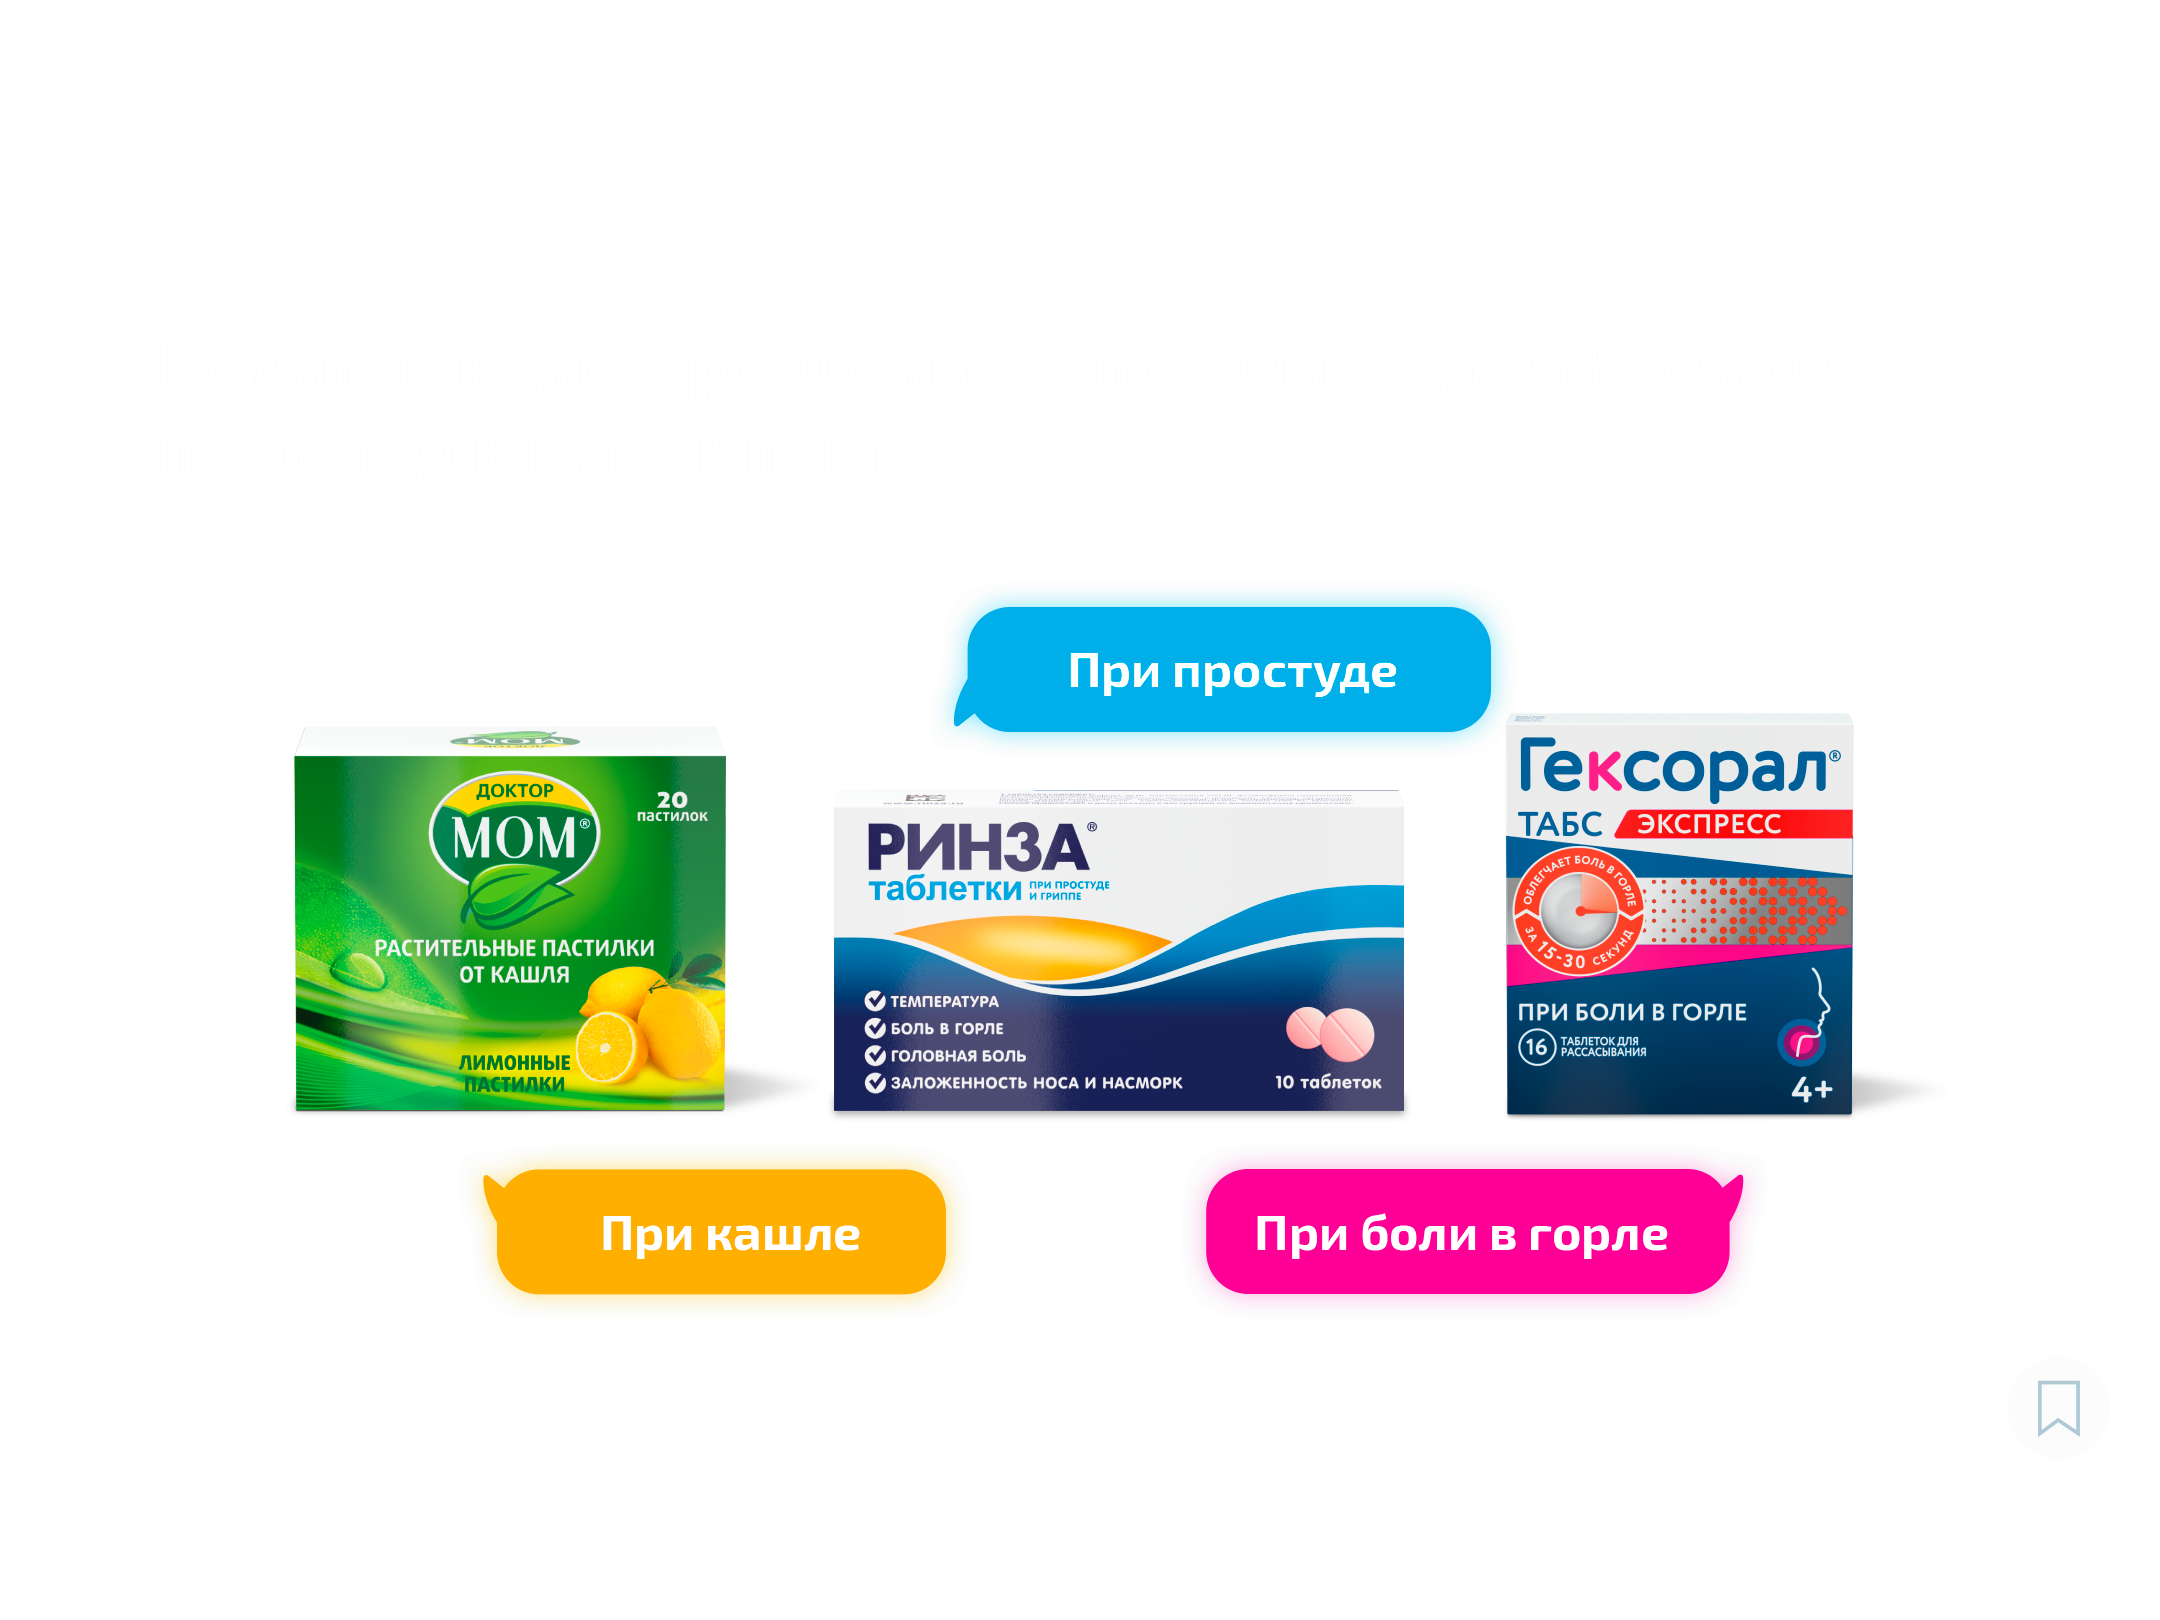 При простуде
ДОКТОР
МОМ®
20
пастилок
РАСТИТЕЛЬНЫЕ ПАСТИЛКИ
ОТ КАШЛЯ
ЛИМОННЫЕ
ПАСТИЛКИ
РИНЗА®
таблетки ПРИ ПРОСТУДЕ
И ГРИППЕ
ТЕМПЕРАТУРА
БОЛЬ В ГОРЛЕ
ГОЛОВНАЯ БОЛЬ
ЗАЛОЖЕННОСТЬ НОСА И НАСМОРК
10 таблеток
Гексорал®
ТАБС ЭКСПРЕСС
ОБЛЕГЧАЕТ БОЛЬ В ГОРЛЕ
ЗА 15-30 СЕКУНД
ПРИ БОЛИ В ГОРЛЕ
16 ТАБЛЕТОК ДЛЯ
РАССАСЫВАНИЯ
4+
При кашле
При боли в горле